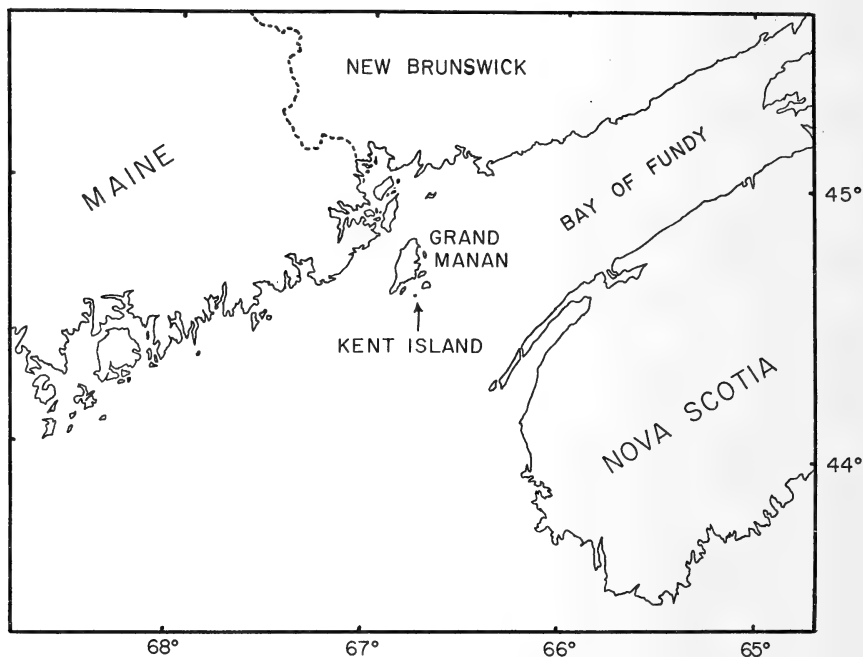 NEW BRUNSWICK
MAINE
BAY OF FUNDY
45°
GRAND
MANAN
KENT ISLAND
NOVA SCOTIA
44°
68° 67° 66° 65°